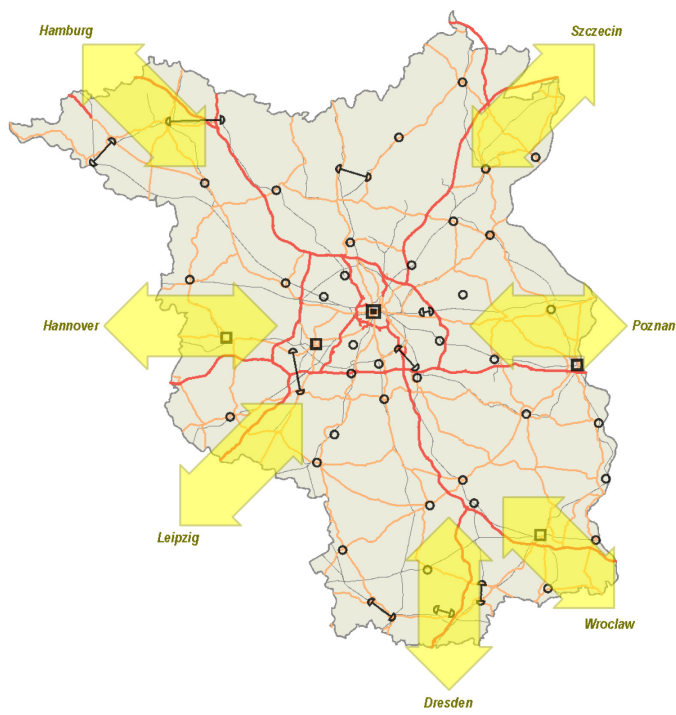 Hamburg
Szczecin
Hannover
Poznan
Leipzig
Wroclaw
Dresden